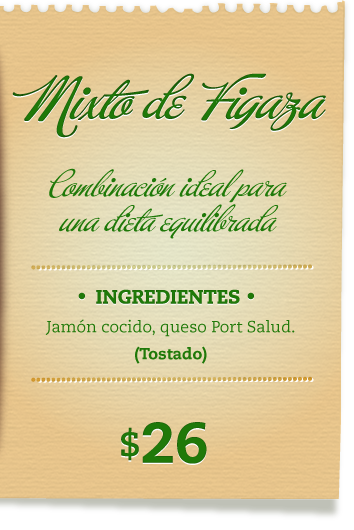 Mixto de Figaza
Combinación ideal para
una dieta equilibrada
• INGREDIENTES •
Jamón cocido, queso Port Salud.
(Tostado)
$26